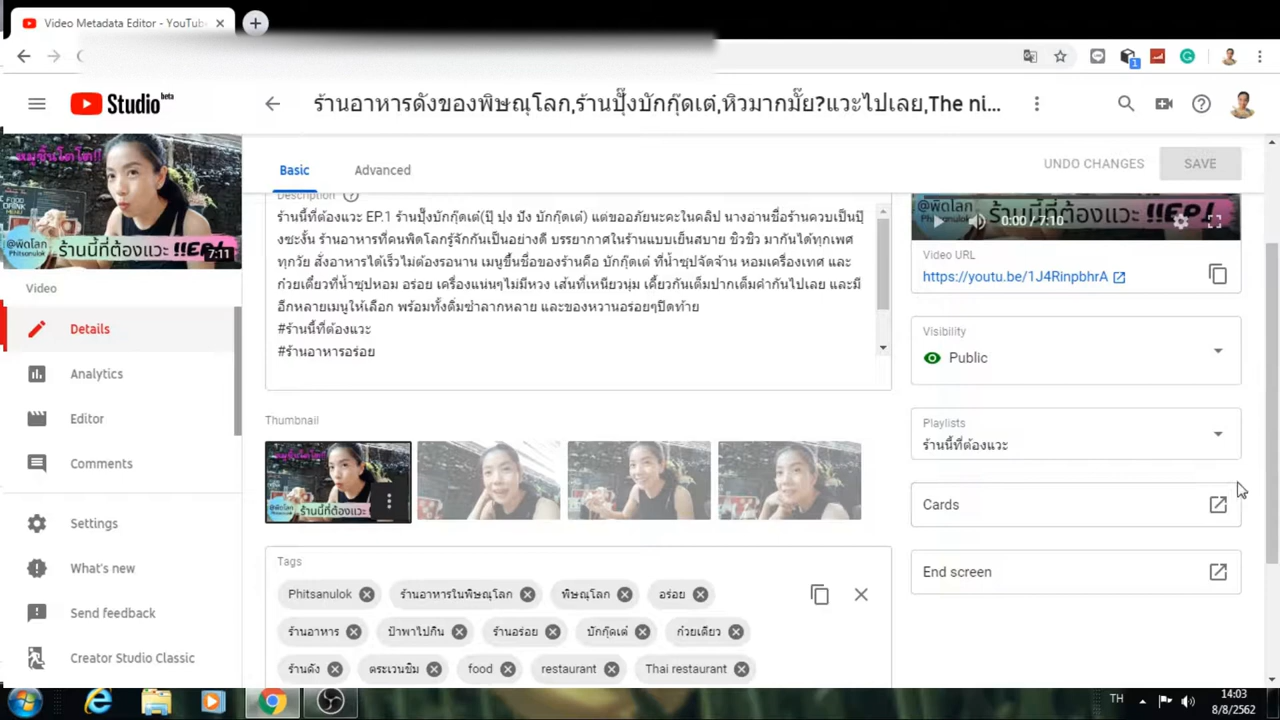 Video Metadata Editor - YouTub
Studio beta
ร้านอาหารดังของพิษณุโลก,ร้านปุ๊งบักกุ๊ดเต๋,หิวมากมั๊ย?แวะไปเลย,The ni...
หมูชิ้นโตโต!!
FOOD
DRINK
MENU
@พิดโลก
Phitsanulok
ร้านนี้ที่ต้องแวะ !!EP.1
7:11
Video
Details
Analytics
Editor
Comments
Settings
What's new
Send feedback
Creator Studio Classic
Basic
Advanced
UNDO CHANGES
SAVE
Description
ร้านนี้ที่ต้องแวะ EP.1 ร้านปุ๊งบักกุ๊ดเต๋(ปุ๊ ปุง ปัง บักกุ๊ดเต๋) แต่ขออภัยนะคะในคลิป นางอ่านชื่อร้านควบเป็นปุ๊
งซะงั้น ร้านอาหารที่คนพิดโลกรู้จักกันเป็นอย่างดี บรรยากาศในร้านแบบเย็นสบาย ชิวชิว มากันได้ทุกเพศ
ทุกวัย สั่งอาหารได้เร็วไม่ต้องรอนาน เมนูขึ้นชื่อของร้านคือ บักกุ๊ดเต๋ ที่น้ำซุปจัดจ้าน หอมเครื่องเทศ และ
ก๋วยเตี๋ยวที่น้ำซุปหอม อร่อย เครื่องแน่นๆไม่มีหวง เส้นที่เหนียวนุ่ม เคี้ยวกันเต็มปากเต็มคำกันไปเลย และมี
อีกหลายเมนูให้เลือก พร้อมทั้งดิ่มซำลากหลาย และของหวานอร่อยๆปิดท้าย
#ร้านนี้ที่ต้องแวะ
#ร้านอาหารอร่อย
Thumbnail
Tags
Phitsanulok ร้านอาหารในพิษณุโลก พิษณุโลก อร่อย
ร้านอาหาร ป้าพาไปกิน ร้านอร่อย บักกุ๊ดเต๋ ก๋วยเตี๋ยว
ร้านดัง ตระเวนชิม food restaurant Thai restaurant
@พิดโลก
0:00 / 7:10
Video URL
https://youtu.be/1J4RinpbhrA
Visibility
Public
Playlists
ร้านนี้ที่ต้องแวะ
Cards
End screen
TH
14:03
8/8/2562